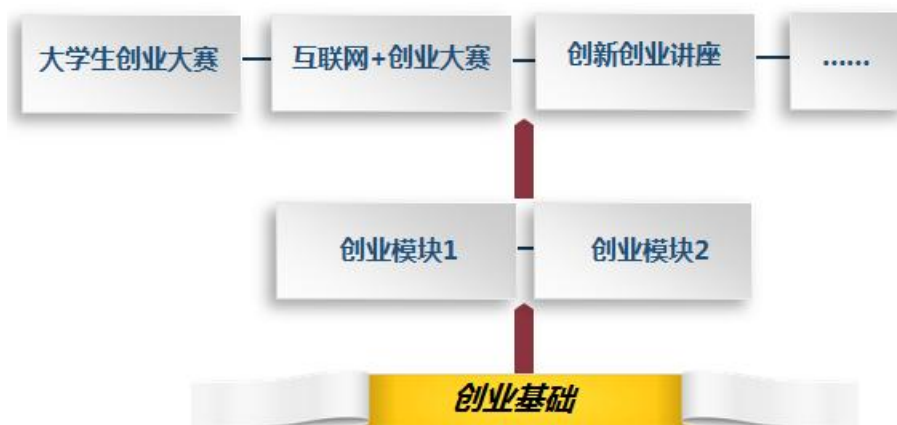 大学生创业大赛
互联网+创业大赛
创新创业讲座
......
创业模块1
创业模块2
创业基础